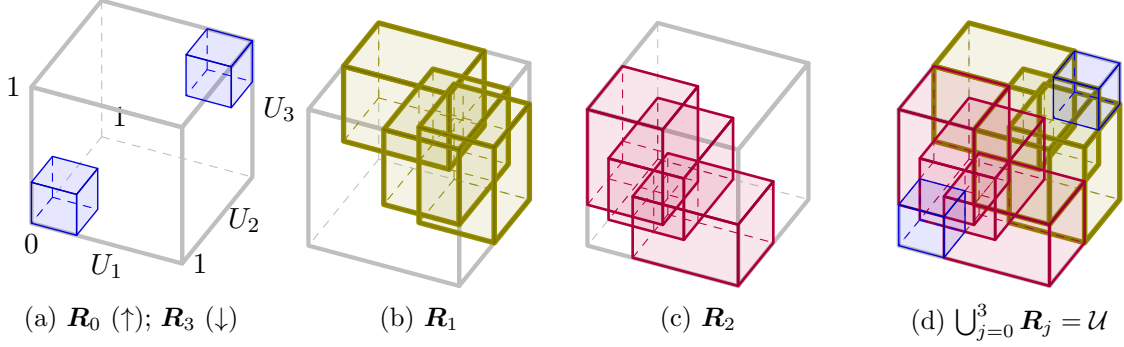 1
1
U₃
U₂
0
U₁
1
(a) R₀ (↑); R₃ (↓)
(b) R₁
(c) R₂
(d) ⋃³ⱼ₌₀ Rⱼ = 𝒰